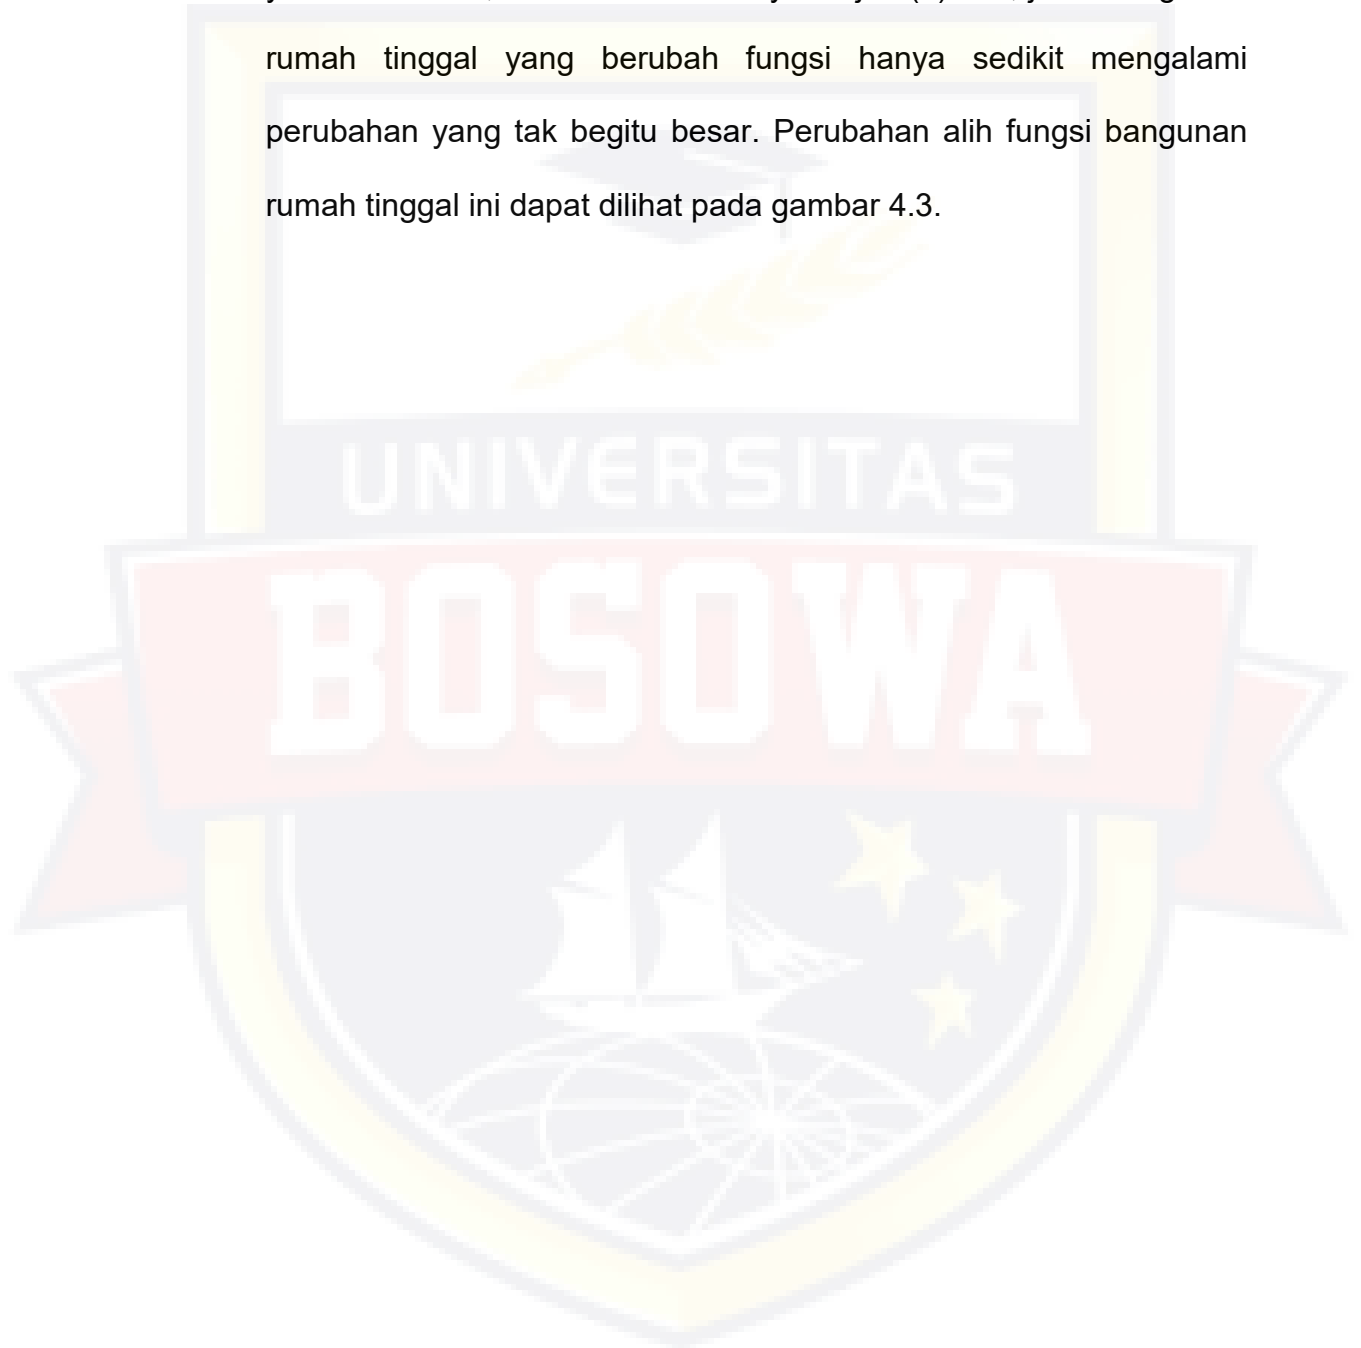 rumah tinggal yang berubah fungsi hanya sedikit mengalami
perubahan yang tak begitu besar. Perubahan alih fungsi bangunan
rumah tinggal ini dapat dilihat pada gambar 4.3.
UNIVERSITAS
BOSOWA